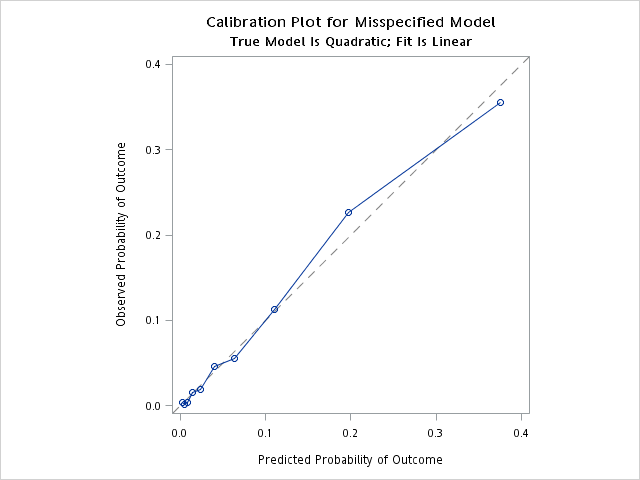 Calibration Plot for Misspecified Model
True Model Is Quadratic; Fit Is Linear
0.4
0.3
0.2
0.1
0.0
Observed Probability of Outcome
0.0 0.1 0.2 0.3 0.4
Predicted Probability of Outcome